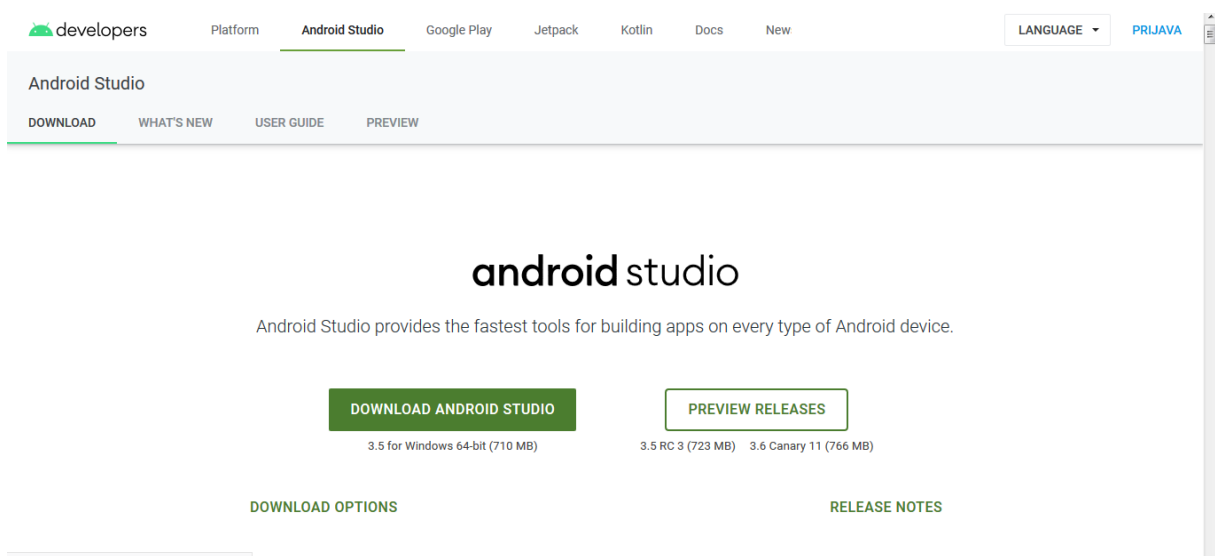 developers Platform Android Studio Google Play Jetpack Kotlin Docs New LANGUAGE PRIJAVA
Android Studio
DOWNLOAD WHAT'S NEW USER GUIDE PREVIEW
android studio
Android Studio provides the fastest tools for building apps on every type of Android device.
DOWNLOAD ANDROID STUDIO PREVIEW RELEASES
3.5 for Windows 64-bit (710 MB) 3.5 RC 3 (723 MB) 3.6 Canary 11 (766 MB)
DOWNLOAD OPTIONS RELEASE NOTES